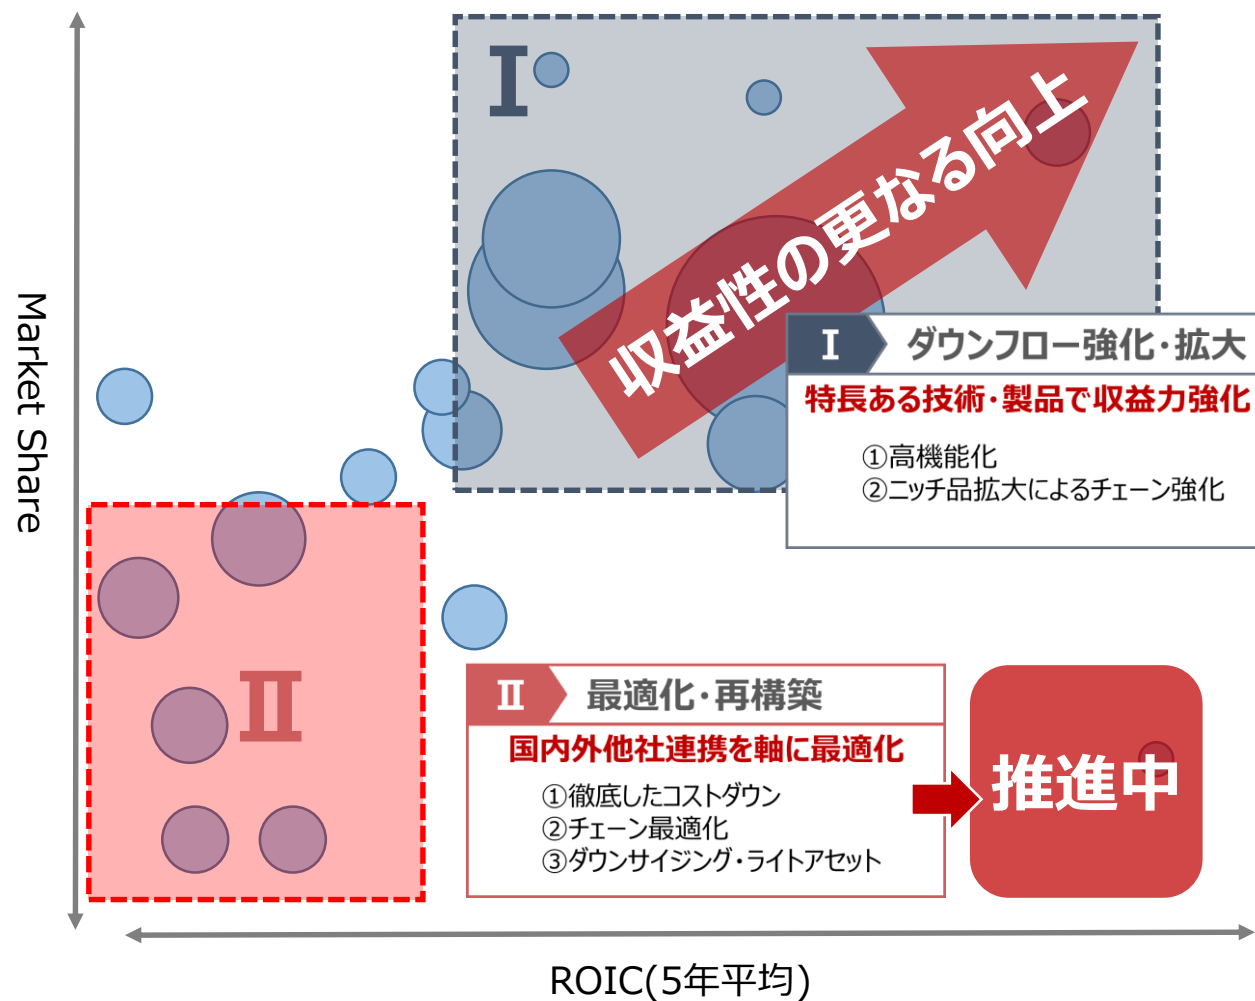 Ⅰ
収益性の更なる向上
Market Share
Ⅰ ダウンフロー強化・拡大
特長ある技術・製品で収益力強化
①高機能化
②ニッチ品拡大によるチェーン強化
Ⅱ
Ⅱ 最適化・再構築
国内外他社連携を軸に最適化
①徹底したコストダウン
②チェーン最適化
③ダウンサイジング・ライトアセット
推進中
ROIC(5年平均)